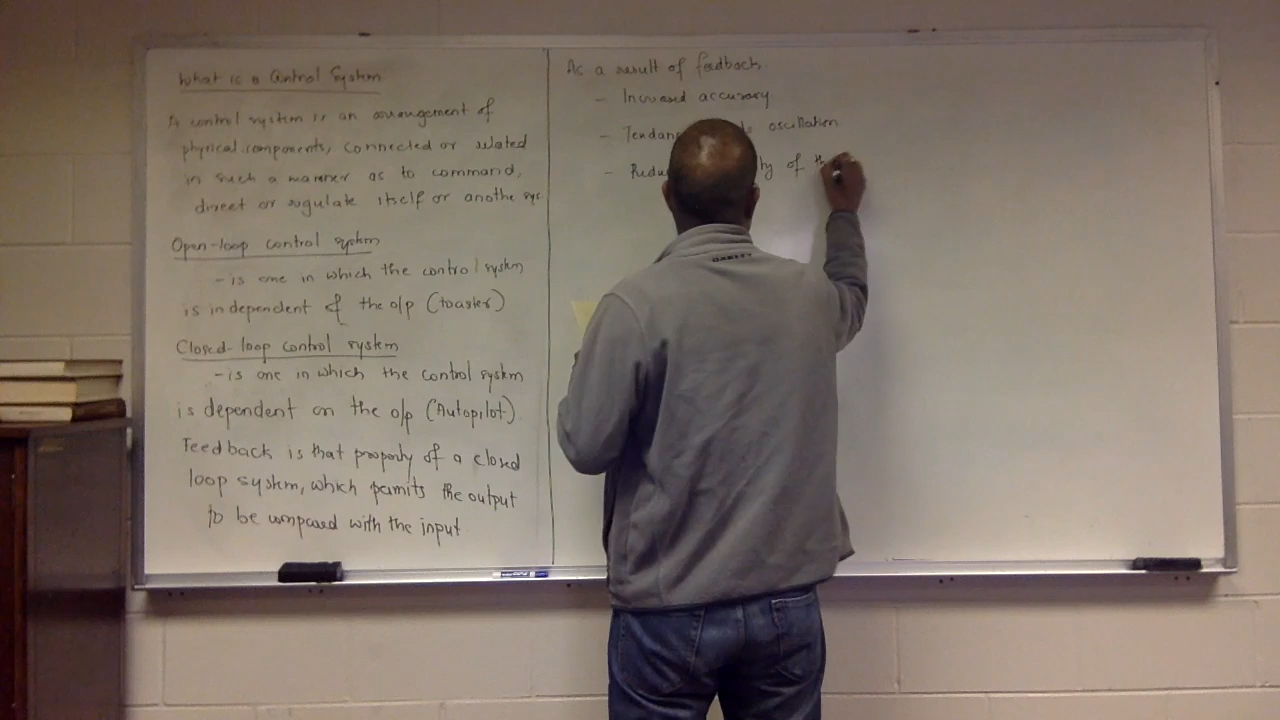 What is a Control System
A control system is an arrangement of
physical components, connected or related
in such a manner as to command,
direct or regulate itself or anothe sys.
Open-loop control system
- is one in which the control system
is independent of the o/p (toaster)
Closed-loop control system
- is one in which the control system
is dependent on the o/p (Autopilot).
Feedback is that property of a closed
loop system, which permits the output
to be compared with the input
As a result of feedback.
- Increased accuracy
- oscillation
- of
OAKLEY